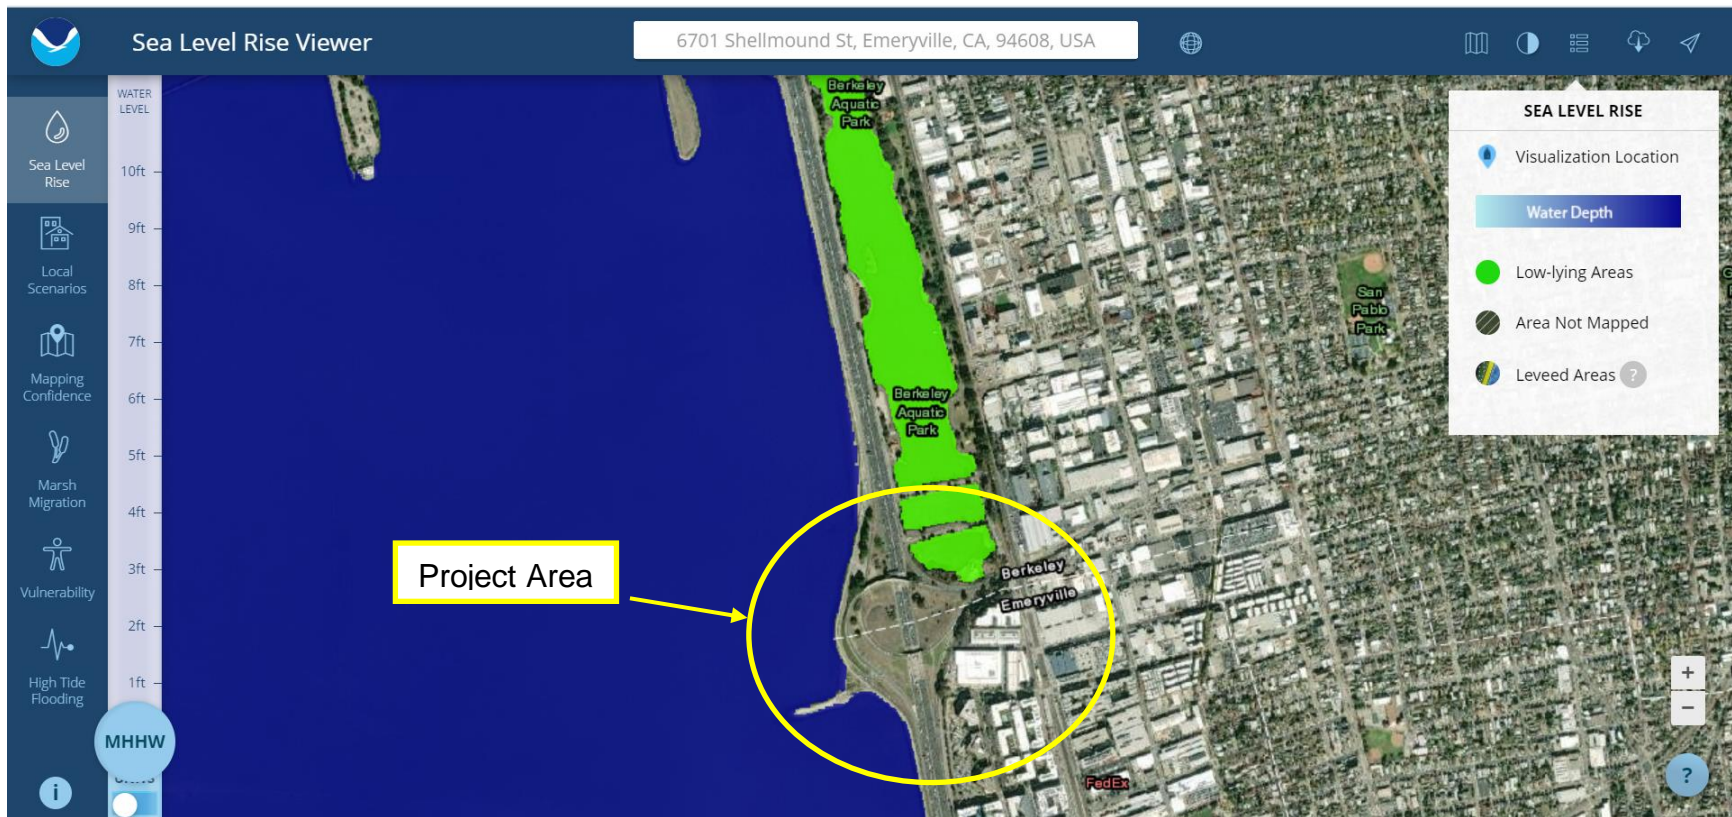 Sea Level Rise Viewer
6701 Shellmound St, Emeryville, CA, 94608, USA
Sea Level
Rise
Local
Scenarios
Mapping
Confidence
Marsh
Migration
Vulnerability
High Tide
Flooding
i
WATER
LEVEL
10ft
9ft
8ft
7ft
6ft
5ft
4ft
3ft
2ft
1ft
MHHW
Berkeley
Aquatic
Park
Berkeley
Aquatic
Park
San
Pablo
Park
Project Area
Berkeley
Emeryville
FedEx
SEA LEVEL RISE
Visualization Location
Water Depth
Low-lying Areas
Area Not Mapped
Leveed Areas ?
+
−
?